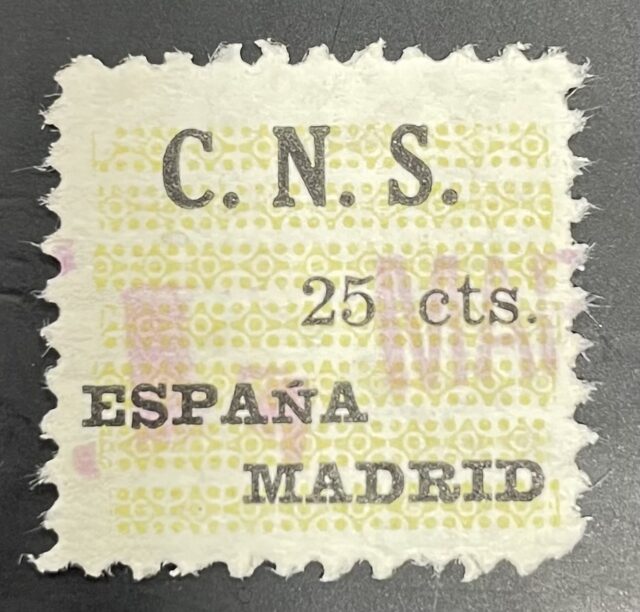 C. N. S.
25 cts.
ESPAÑA
MADRID